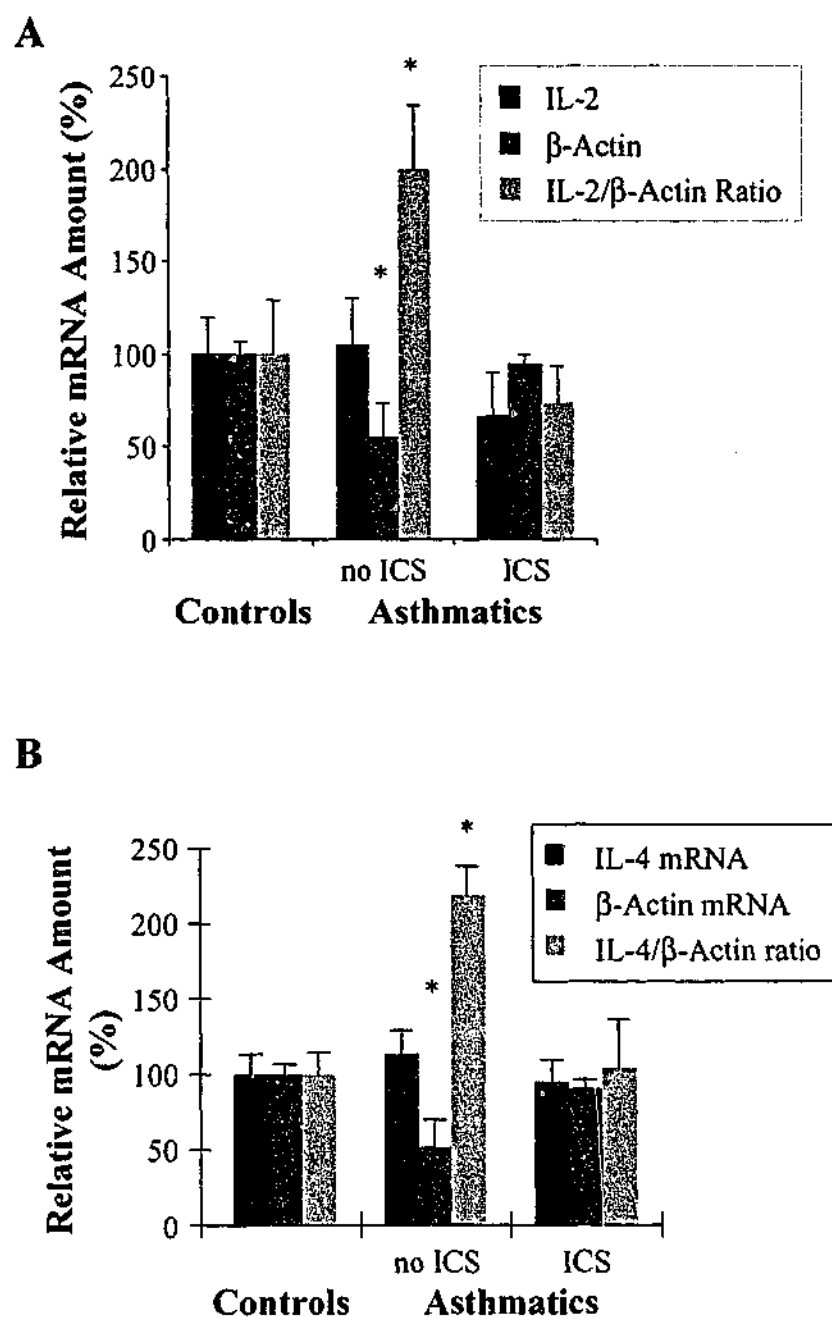 A
Relative mRNA Amount (%)
250
200
150
100
50
0
*
*
IL-2
β-Actin
IL-2/β-Actin Ratio
no ICS
ICS
Controls
Asthmatics
B
Relative mRNA Amount
(%)
250
200
150
100
50
0
*
*
IL-4 mRNA
β-Actin mRNA
IL-4/β-Actin ratio
no ICS
ICS
Controls
Asthmatics